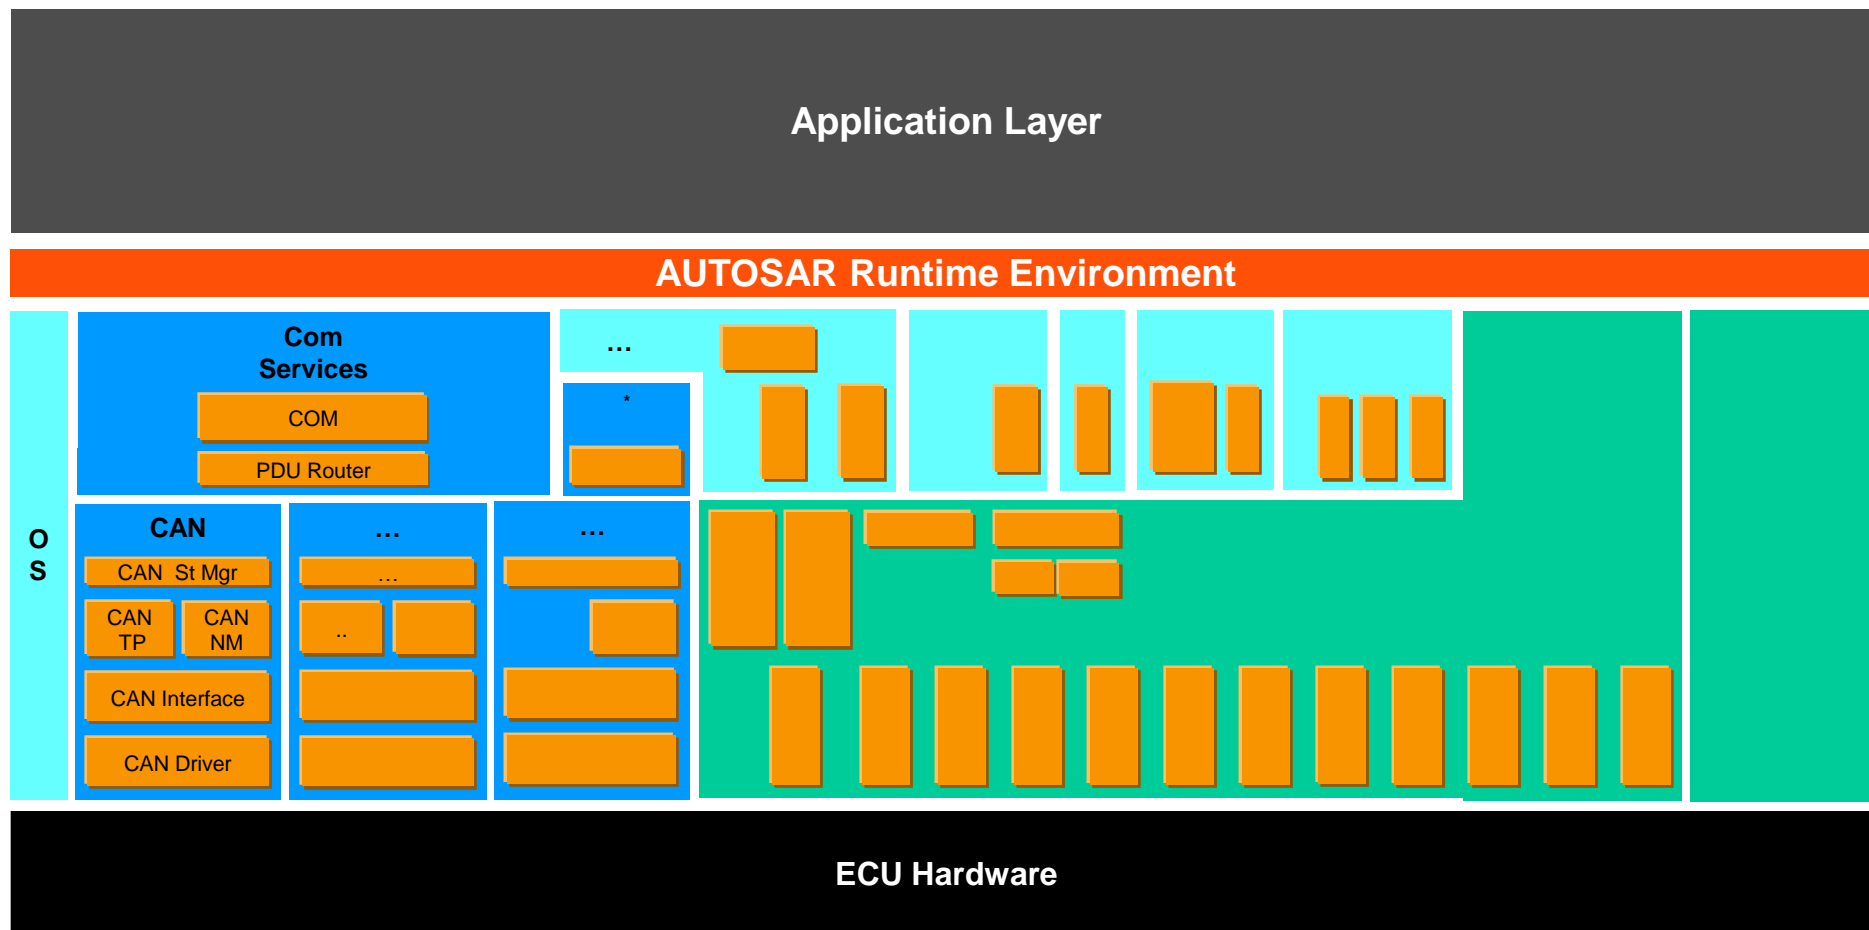 Application Layer
AUTOSAR Runtime Environment
O
S
Com
Services
COM
PDU Router
…
*
CAN
CAN St Mgr
CAN
TP
CAN
NM
CAN Interface
CAN Driver
…
…
..
…
ECU Hardware